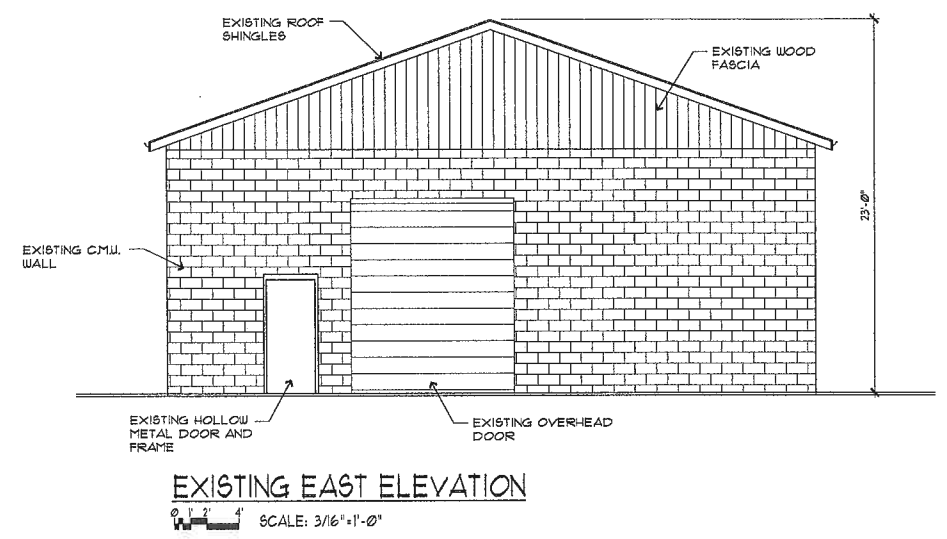 EXISTING ROOF
SHINGLES
EXISTING WOOD
FASCIA
23'-0"
EXISTING C.M.U.
WALL
EXISTING HOLLOW
METAL DOOR AND
FRAME
EXISTING OVERHEAD
DOOR
EXISTING EAST ELEVATION
0 1' 2' 4'
SCALE: 3/16"=1'-0"